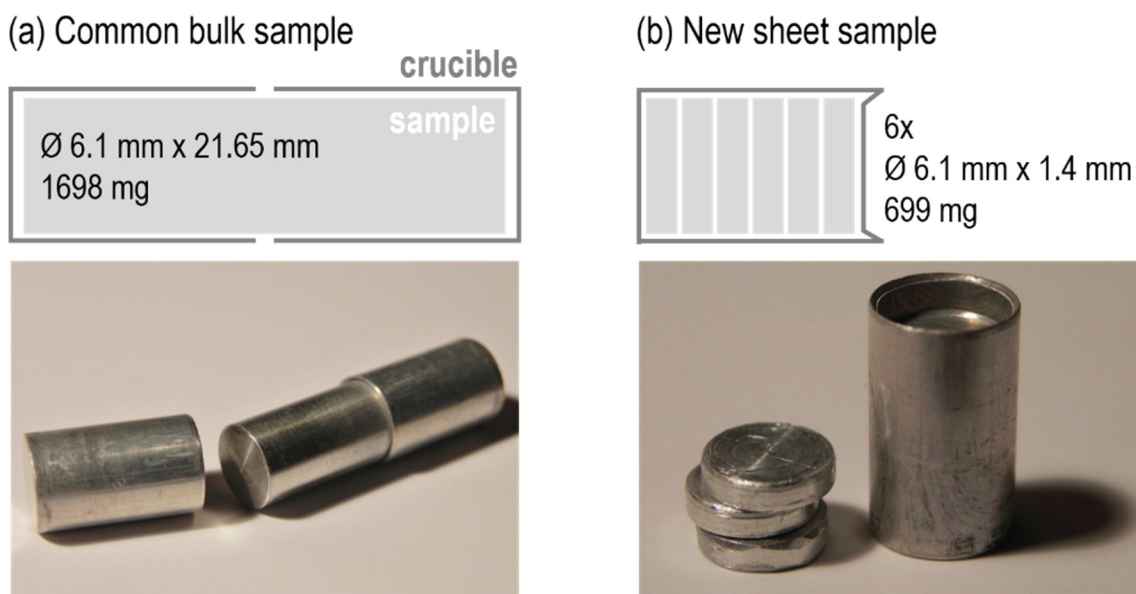 (a) Common bulk sample
crucible
sample
Ø 6.1 mm x 21.65 mm
1698 mg
(b) New sheet sample
6x
Ø 6.1 mm x 1.4 mm
699 mg